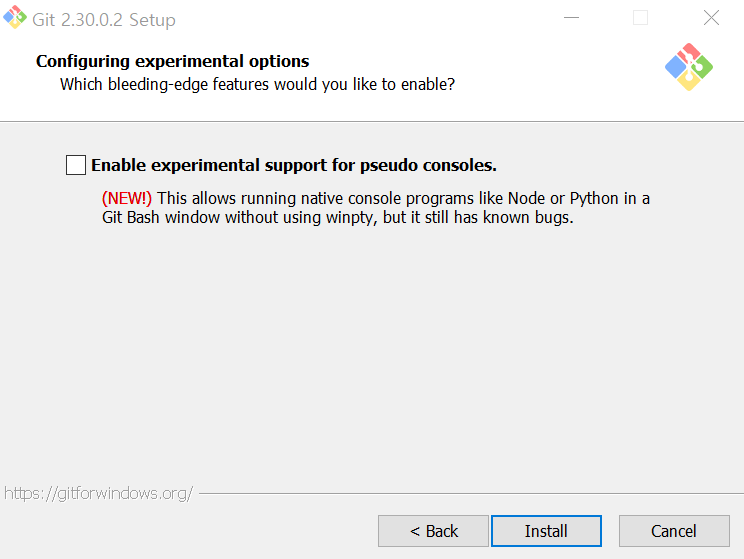 Git 2.30.0.2 Setup
Configuring experimental options
Which bleeding-edge features would you like to enable?
Enable experimental support for pseudo consoles.
(NEW!) This allows running native console programs like Node or Python in a
Git Bash window without using winpty, but it still has known bugs.
https://gitforwindows.org/
< Back
Install
Cancel